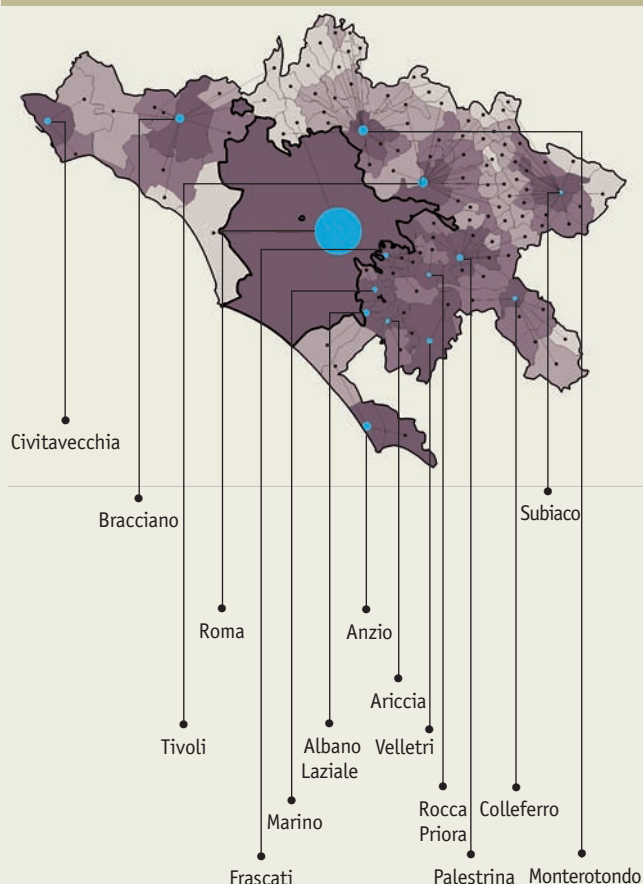 Civitavecchia
Bracciano
Subiaco
Roma
Anzio
Ariccia
Tivoli
Albano
Laziale
Velletri
Marino
Rocca
Priora
Colleferro
Frascati
Palestrina
Monterotondo